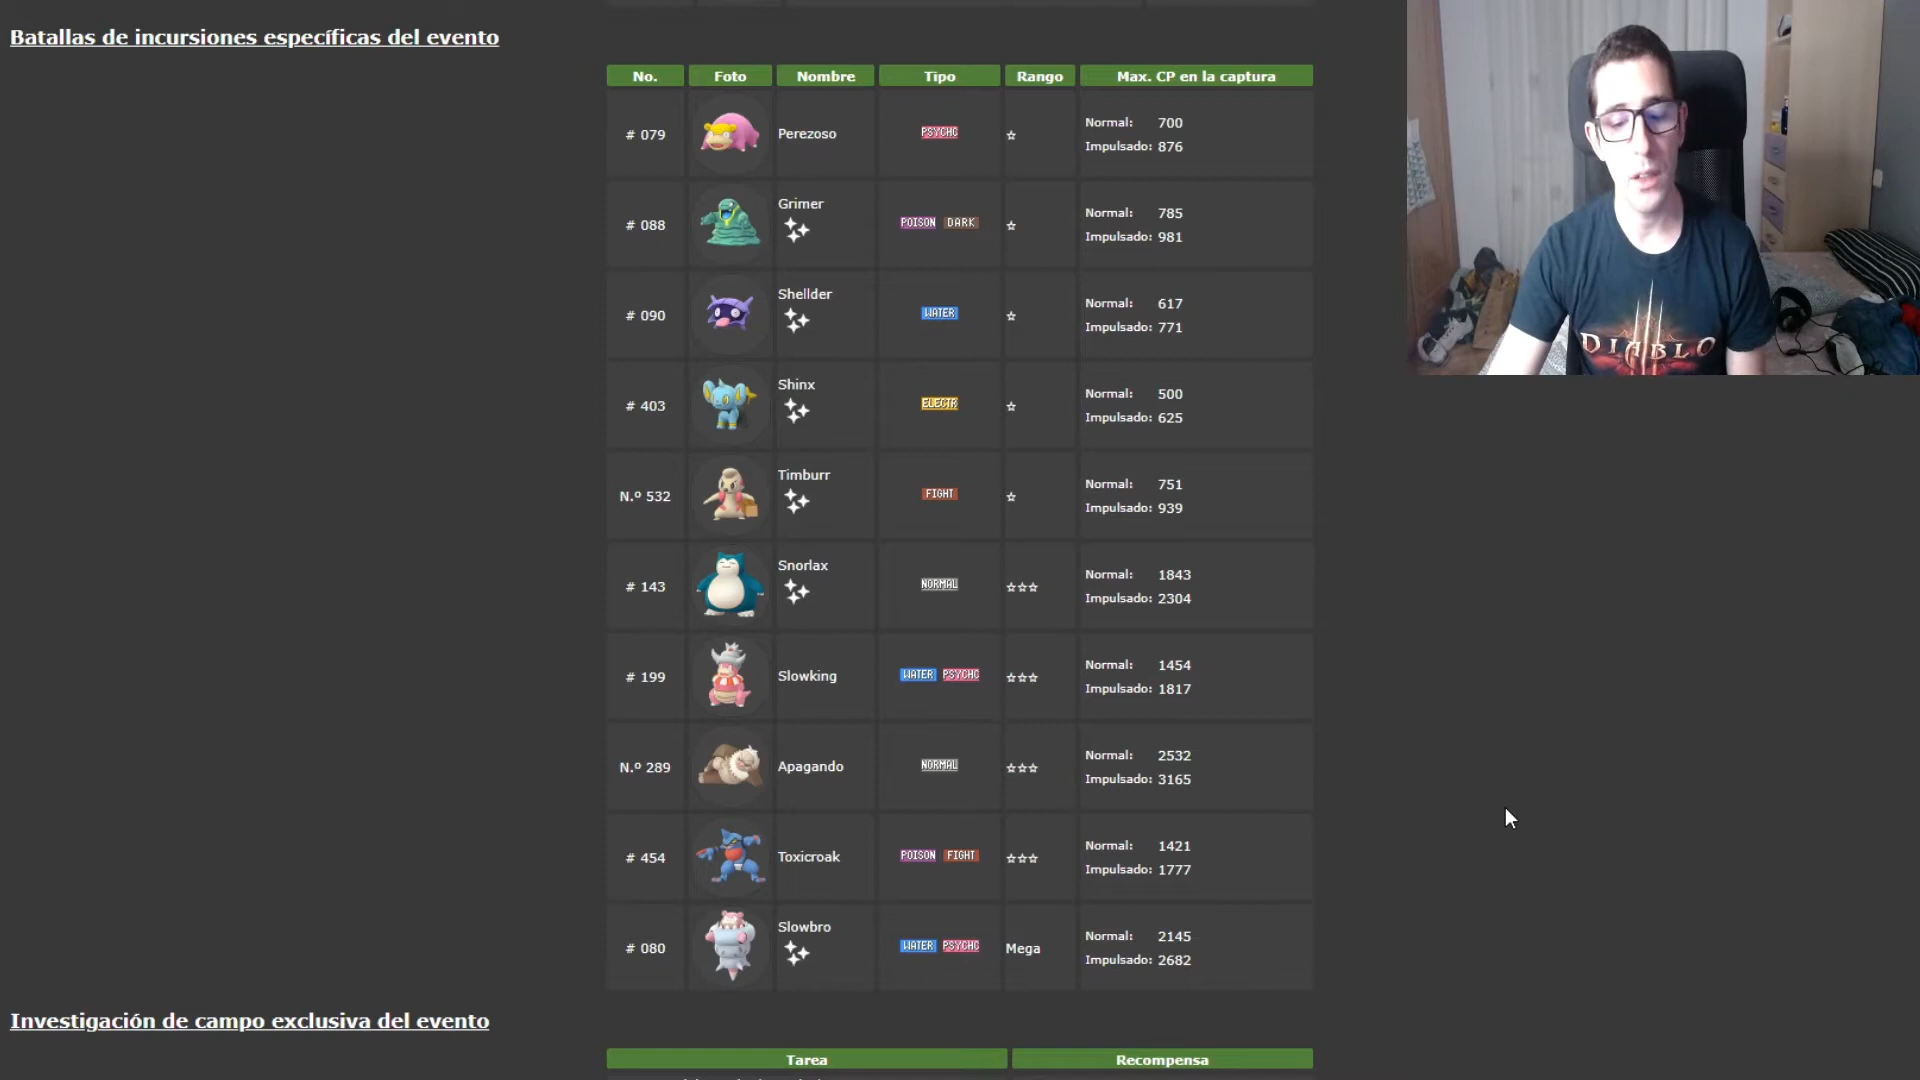 Batallas de incursiones específicas del evento
No. Foto Nombre Tipo Rango Max. CP en la captura
# 079 Perezoso PSYCHC Normal: 700
Impulsado: 876
# 088 Grimer POISON DARK Normal: 785
Impulsado: 981
# 090 Shellder WATER Normal: 617
Impulsado: 771
# 403 Shinx ELECTR Normal: 500
Impulsado: 625
N.º 532 Timburr FIGHT Normal: 751
Impulsado: 939
# 143 Snorlax NORMAL Normal: 1843
Impulsado: 2304
# 199 Slowking WATER PSYCHC Normal: 1454
Impulsado: 1817
N.º 289 Apagando NORMAL Normal: 2532
Impulsado: 3165
# 454 Toxicroak POISON FIGHT Normal: 1421
Impulsado: 1777
# 080 Slowbro WATER PSYCHC Mega Normal: 2145
Impulsado: 2682
Investigación de campo exclusiva del evento
Tarea Recompensa
DIABLO